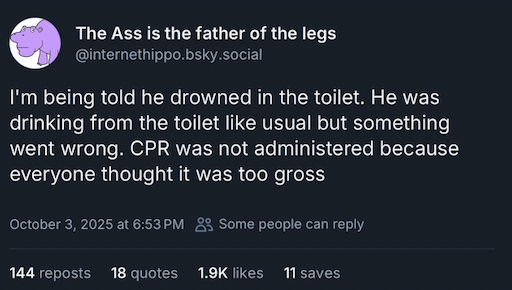 The Ass is the father of the legs
@internethippo.bsky.social
I'm being told he drowned in the toilet. He was
drinking from the toilet like usual but something
went wrong. CPR was not administered because
everyone thought it was too gross
October 3, 2025 at 6:53 PM Some people can reply
144 reposts 18 quotes 1.9K likes 11 saves